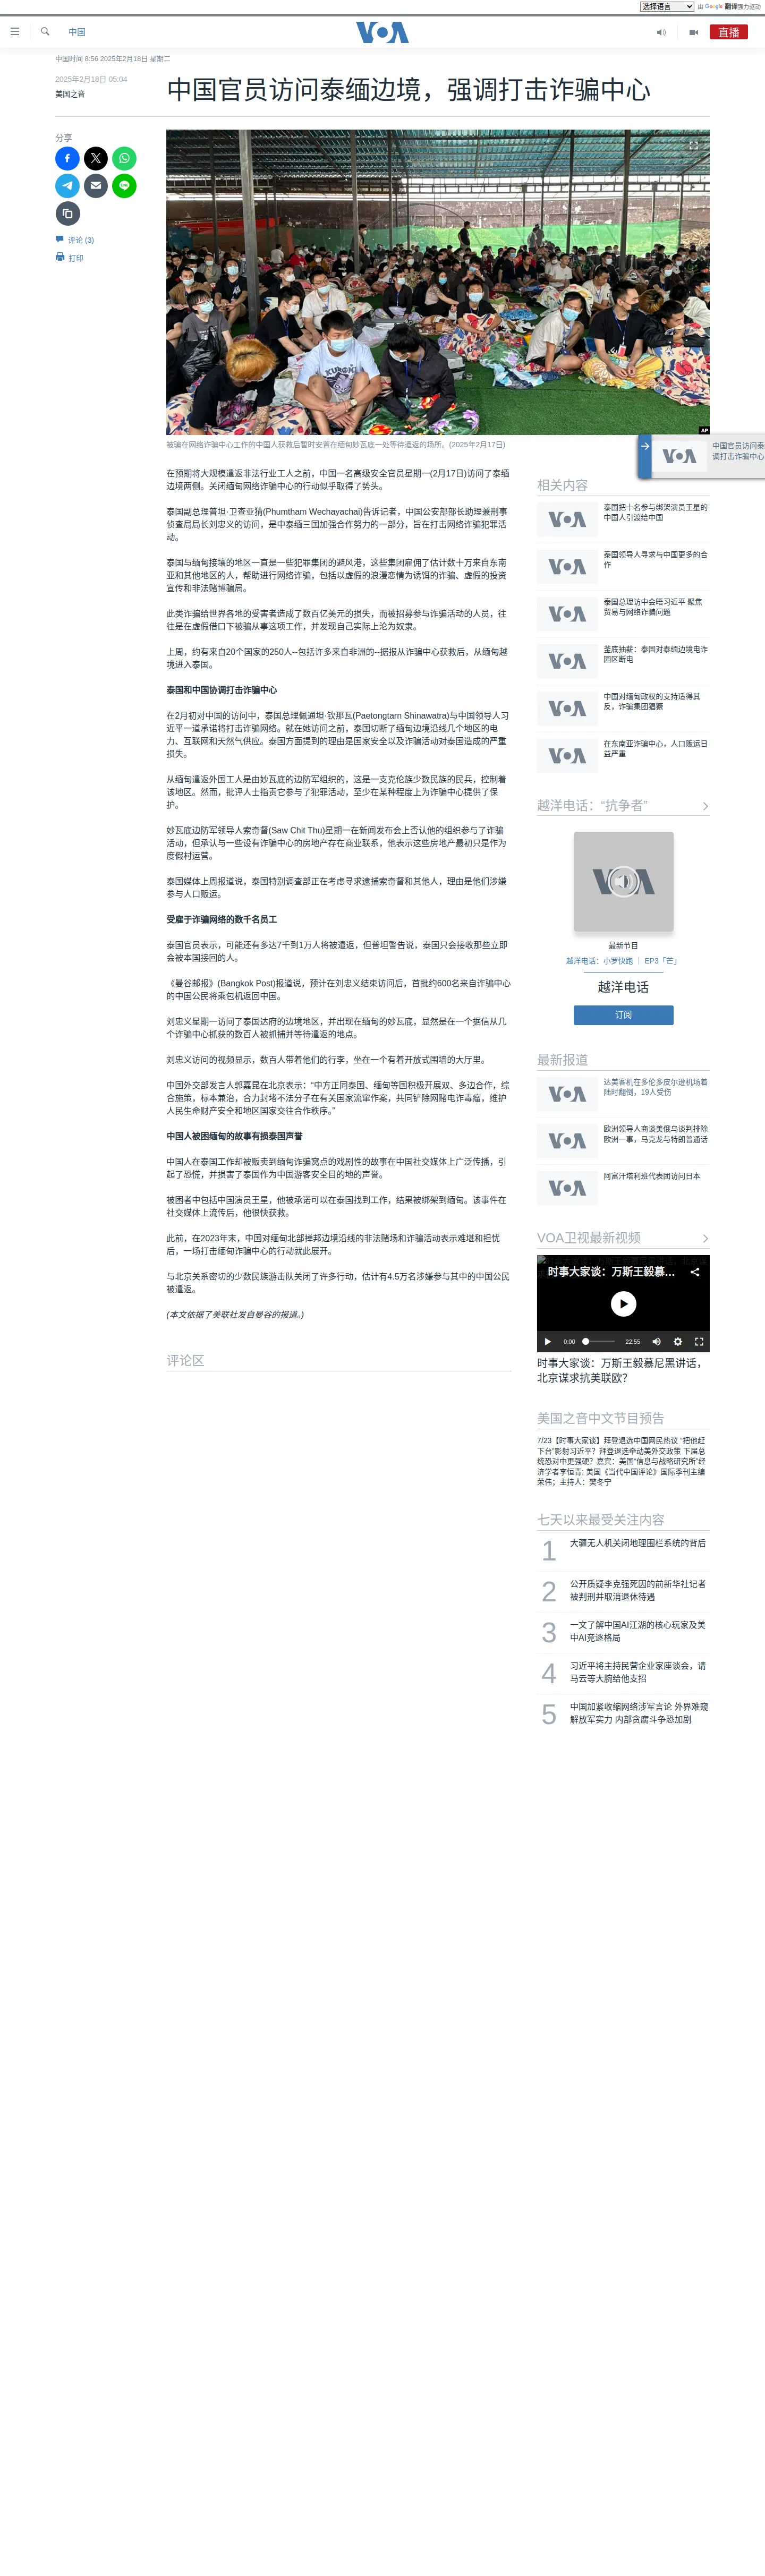 选择语言
由 Google 翻译强力驱动
中国
VOA
直播
中国时间 8:56 2025年2月18日 星期二
2025年2月18日 05:04
美国之音
中国官员访问泰缅边境，强调打击诈骗中心
分享
评论 (3)
打印
AP
被骗在网络诈骗中心工作的中国人获救后暂时安置在缅甸妙瓦底一处等待遣返的场所。(2025年2月17日)
在预期将大规模遣返非法行业工人之前，中国一名高级安全官员星期一(2月17日)访问了泰缅
边境两侧。关闭缅甸网络诈骗中心的行动似乎取得了势头。
泰国副总理普坦·卫查亚猜(Phumtham Wechayachai)告诉记者，中国公安部部长助理兼刑事
侦查局局长刘忠义的访问，是中泰缅三国加强合作努力的一部分，旨在打击网络诈骗犯罪活
动。
泰国与缅甸接壤的地区一直是一些犯罪集团的避风港，这些集团雇佣了估计数十万来自东南
亚和其他地区的人，帮助进行网络诈骗，包括以虚假的浪漫恋情为诱饵的诈骗、虚假的投资
宣传和非法赌博骗局。
此类诈骗给世界各地的受害者造成了数百亿美元的损失，而被招募参与诈骗活动的人员，往
往是在虚假借口下被骗从事这项工作，并发现自己实际上沦为奴隶。
上周，约有来自20个国家的250人--包括许多来自非洲的--据报从诈骗中心获救后，从缅甸越
境进入泰国。
泰国和中国协调打击诈骗中心
在2月初对中国的访问中，泰国总理佩通坦·钦那瓦(Paetongtarn Shinawatra)与中国领导人习
近平一道承诺将打击诈骗网络。就在她访问之前，泰国切断了缅甸边境沿线几个地区的电
力、互联网和天然气供应。泰国方面提到的理由是国家安全以及诈骗活动对泰国造成的严重
损失。
从缅甸遣返外国工人是由妙瓦底的边防军组织的，这是一支克伦族少数民族的民兵，控制着
该地区。然而，批评人士指责它参与了犯罪活动，至少在某种程度上为诈骗中心提供了保
护。
妙瓦底边防军领导人索奇督(Saw Chit Thu)星期一在新闻发布会上否认他的组织参与了诈骗
活动，但承认与一些设有诈骗中心的房地产存在商业联系，他表示这些房地产最初只是作为
度假村运营。
泰国媒体上周报道说，泰国特别调查部正在考虑寻求逮捕索奇督和其他人，理由是他们涉嫌
参与人口贩运。
受雇于诈骗网络的数千名员工
泰国官员表示，可能还有多达7千到1万人将被遣返，但普坦警告说，泰国只会接收那些立即
会被本国接回的人。
《曼谷邮报》(Bangkok Post)报道说，预计在刘忠义结束访问后，首批约600名来自诈骗中心
的中国公民将乘包机返回中国。
刘忠义星期一访问了泰国达府的边境地区，并出现在缅甸的妙瓦底，显然是在一个据信从几
个诈骗中心抓获的数百人被抓捕并等待遣返的地点。
刘忠义访问的视频显示，数百人带着他们的行李，坐在一个有着开放式围墙的大厅里。
中国外交部发言人郭嘉昆在北京表示：“中方正同泰国、缅甸等国积极开展双、多边合作，综
合施策，标本兼治，合力封堵不法分子在有关国家流窜作案，共同铲除网赌电诈毒瘤，维护
人民生命财产安全和地区国家交往合作秩序。”
中国人被困缅甸的故事有损泰国声誉
中国人在泰国工作却被贩卖到缅甸诈骗窝点的戏剧性的故事在中国社交媒体上广泛传播，引
起了恐慌，并损害了泰国作为中国游客安全目的地的声誉。
被困者中包括中国演员王星，他被承诺可以在泰国找到工作，结果被绑架到缅甸。该事件在
社交媒体上流传后，他很快获救。
此前，在2023年末，中国对缅甸北部掸邦边境沿线的非法赌场和诈骗活动表示难堪和担忧
后，一场打击缅甸诈骗中心的行动就此展开。
与北京关系密切的少数民族游击队关闭了许多行动，估计有4.5万名涉嫌参与其中的中国公民
被遣返。
(本文依据了美联社发自曼谷的报道。)
评论区
中国官员访问泰
调打击诈骗中心
相关内容
泰国把十名参与绑架演员王星的
中国人引渡给中国
泰国领导人寻求与中国更多的合
作
泰国总理访中会晤习近平 聚焦
贸易与网络诈骗问题
釜底抽薪：泰国对泰缅边境电诈
园区断电
中国对缅甸政权的支持适得其
反，诈骗集团猖獗
在东南亚诈骗中心，人口贩运日
益严重
越洋电话：“抗争者”
最新节目
越洋电话：小罗快跑 ｜ EP3「芒」
越洋电话
订阅
最新报道
达美客机在多伦多皮尔逊机场着
陆时翻倒，19人受伤
欧洲领导人商谈美俄乌谈判排除
欧洲一事，马克龙与特朗普通话
阿富汗塔利班代表团访问日本
VOA卫视最新视频
时事大家谈：万斯王毅慕…
0:00
22:55
时事大家谈：万斯王毅慕尼黑讲话，
北京谋求抗美联欧？
美国之音中文节目预告
7/23【时事大家谈】拜登退选中国网民热议 “把他赶
下台”影射习近平？拜登退选牵动美外交政策 下届总
统恐对中更强硬？嘉宾：美国“信息与战略研究所”经
济学者李恒青; 美国《当代中国评论》国际季刊主编
荣伟；主持人：樊冬宁
七天以来最受关注内容
1 大疆无人机关闭地理围栏系统的背后
2 公开质疑李克强死因的前新华社记者
被判刑并取消退休待遇
3 一文了解中国AI江湖的核心玩家及美
中AI竞逐格局
4 习近平将主持民营企业家座谈会，请
马云等大腕给他支招
5 中国加紧收缩网络涉军言论 外界难窥
解放军实力 内部贪腐斗争恐加剧